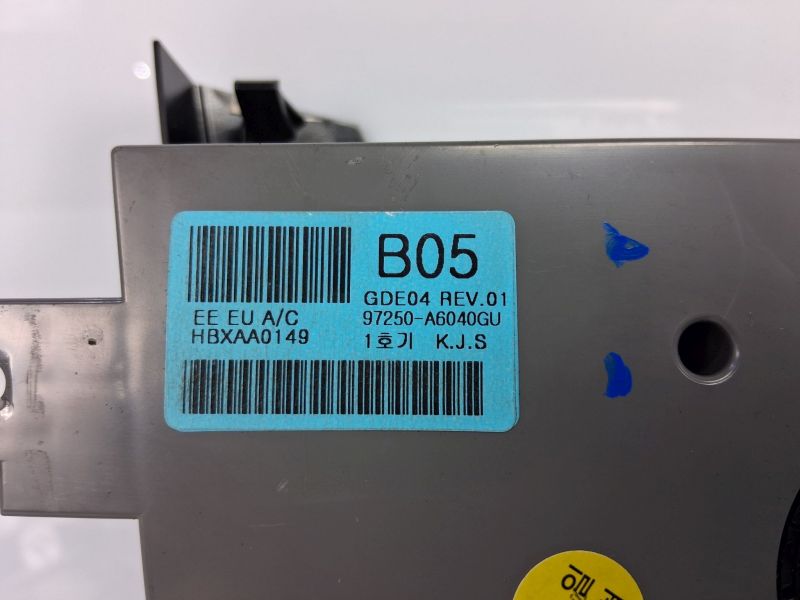 B05
GDE04 REV.01
EE EU A/C 97250-A6040GU
HBXAA0149 1호기 K.J.S